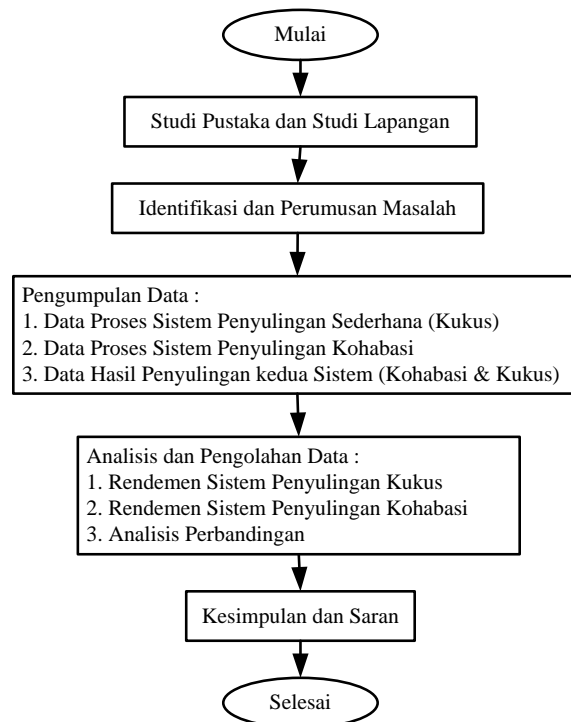 Mulai
Studi Pustaka dan Studi Lapangan
Identifikasi dan Perumusan Masalah
Pengumpulan Data :
1. Data Proses Sistem Penyulingan Sederhana (Kukus)
2. Data Proses Sistem Penyulingan Kohabasi
3. Data Hasil Penyulingan kedua Sistem (Kohabasi & Kukus)
Analisis dan Pengolahan Data :
1. Rendemen Sistem Penyulingan Kukus
2. Rendemen Sistem Penyulingan Kohabasi
3. Analisis Perbandingan
Kesimpulan dan Saran
Selesai